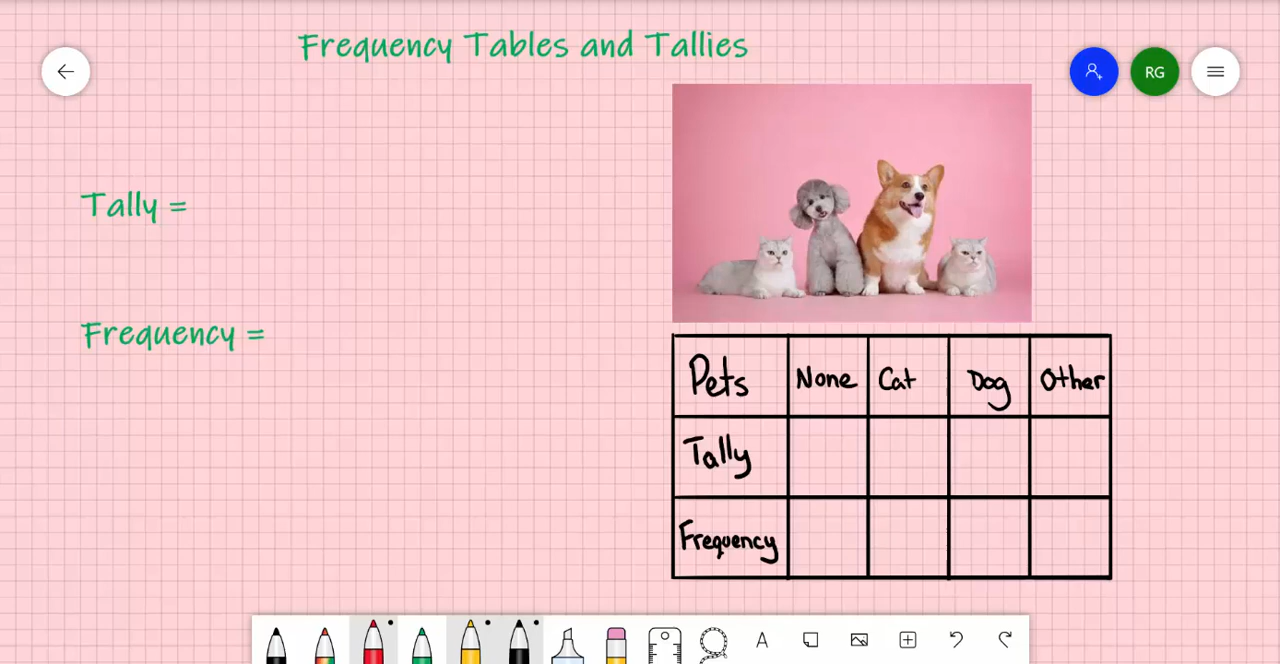 Frequency Tables and Tallies
RG
Tally =
Frequency =
Pets None Cat Dog Other
Tally
Frequency
A